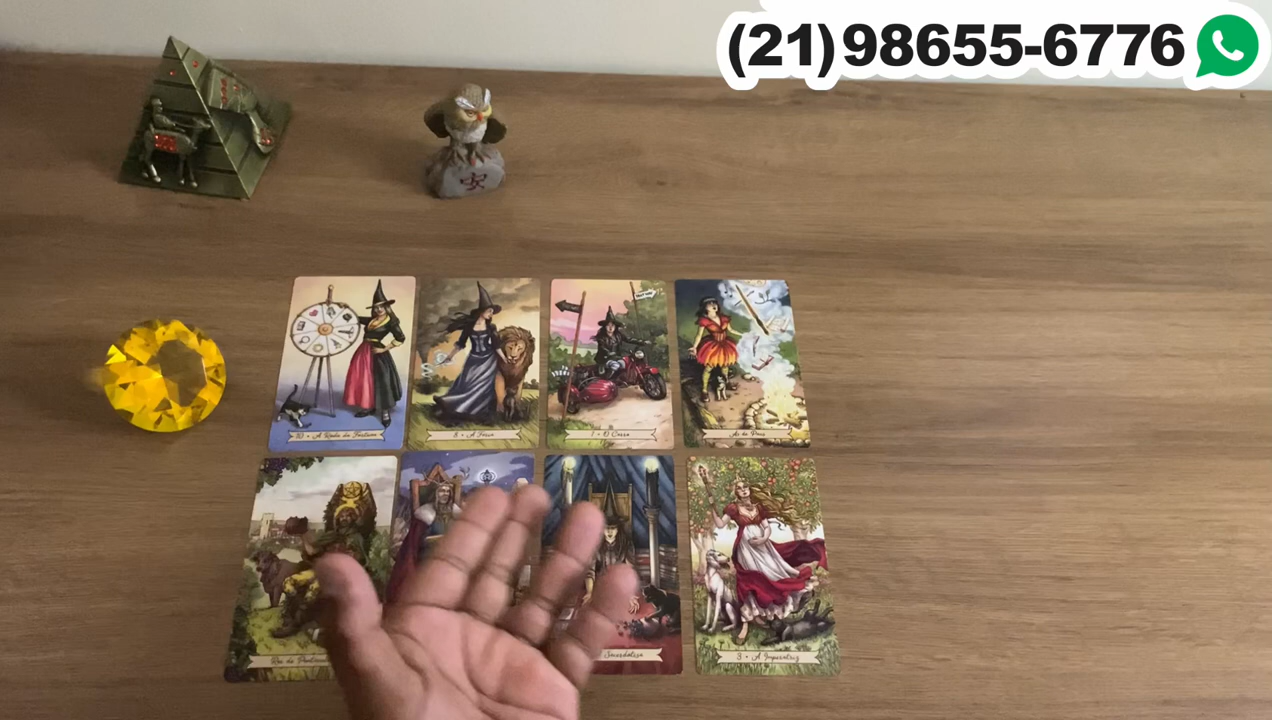 (21)98655-6776
10 • A Roda da Fortuna
8 • A Força
7 • O Carro
Ás de Paus
Rei de Pentáculos
Sacerdotisa
3 • A Imperatriz